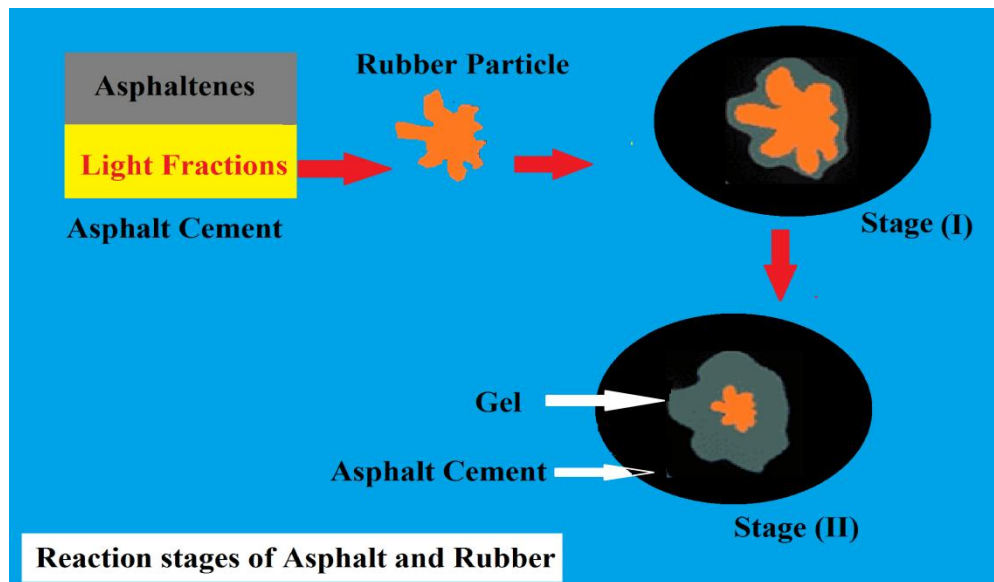 Asphaltenes
Light Fractions
Asphalt Cement
Rubber Particle
Stage (I)
Gel
Asphalt Cement
Stage (II)
Reaction stages of Asphalt and Rubber